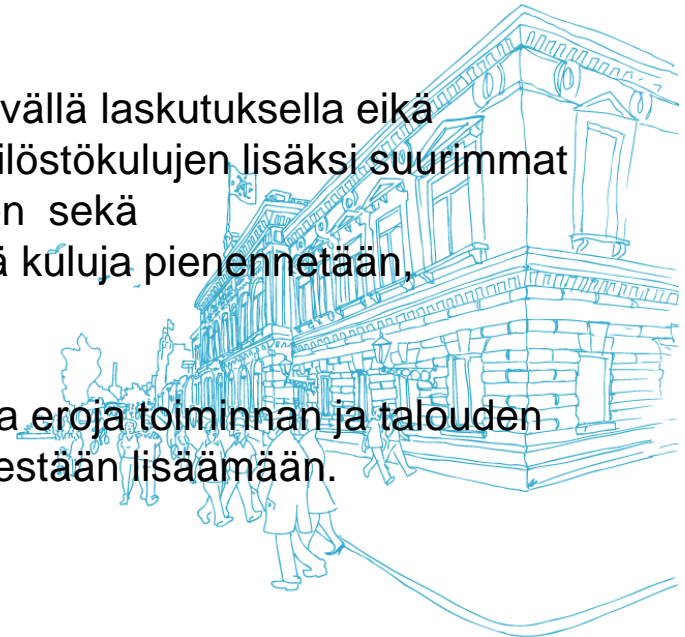 vällä laskutuksella eikä
ilöstökulujen lisäksi suurimmat
n sekä
ä kuluja pienennetään,
a eroja toiminnan ja talouden
estään lisäämään.